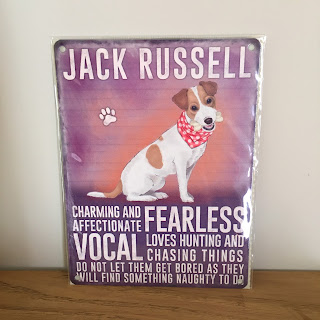 JACK RUSSELL
CHARMING AND
AFFECTIONATE
FEARLESS
VOCAL
LOVES HUNTING AND
CHASING THINGS
DO NOT LET THEM GET BORED AS THEY
WILL FIND SOMETHING NAUGHTY TO DO